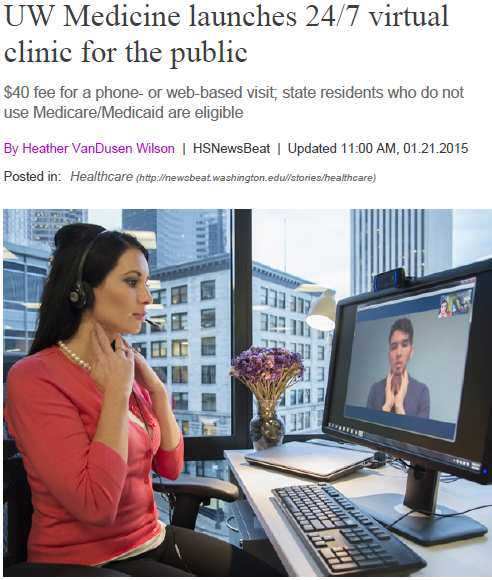 UW Medicine launches 24/7 virtual
clinic for the public
$40 fee for a phone- or web-based visit; state residents who do not
use Medicare/Medicaid are eligible
By Heather VanDusen Wilson | HSNewsBeat | Updated 11:00 AM, 01.21.2015
Posted in: Healthcare (http://newsbeat.washington.edu//stories/healthcare)